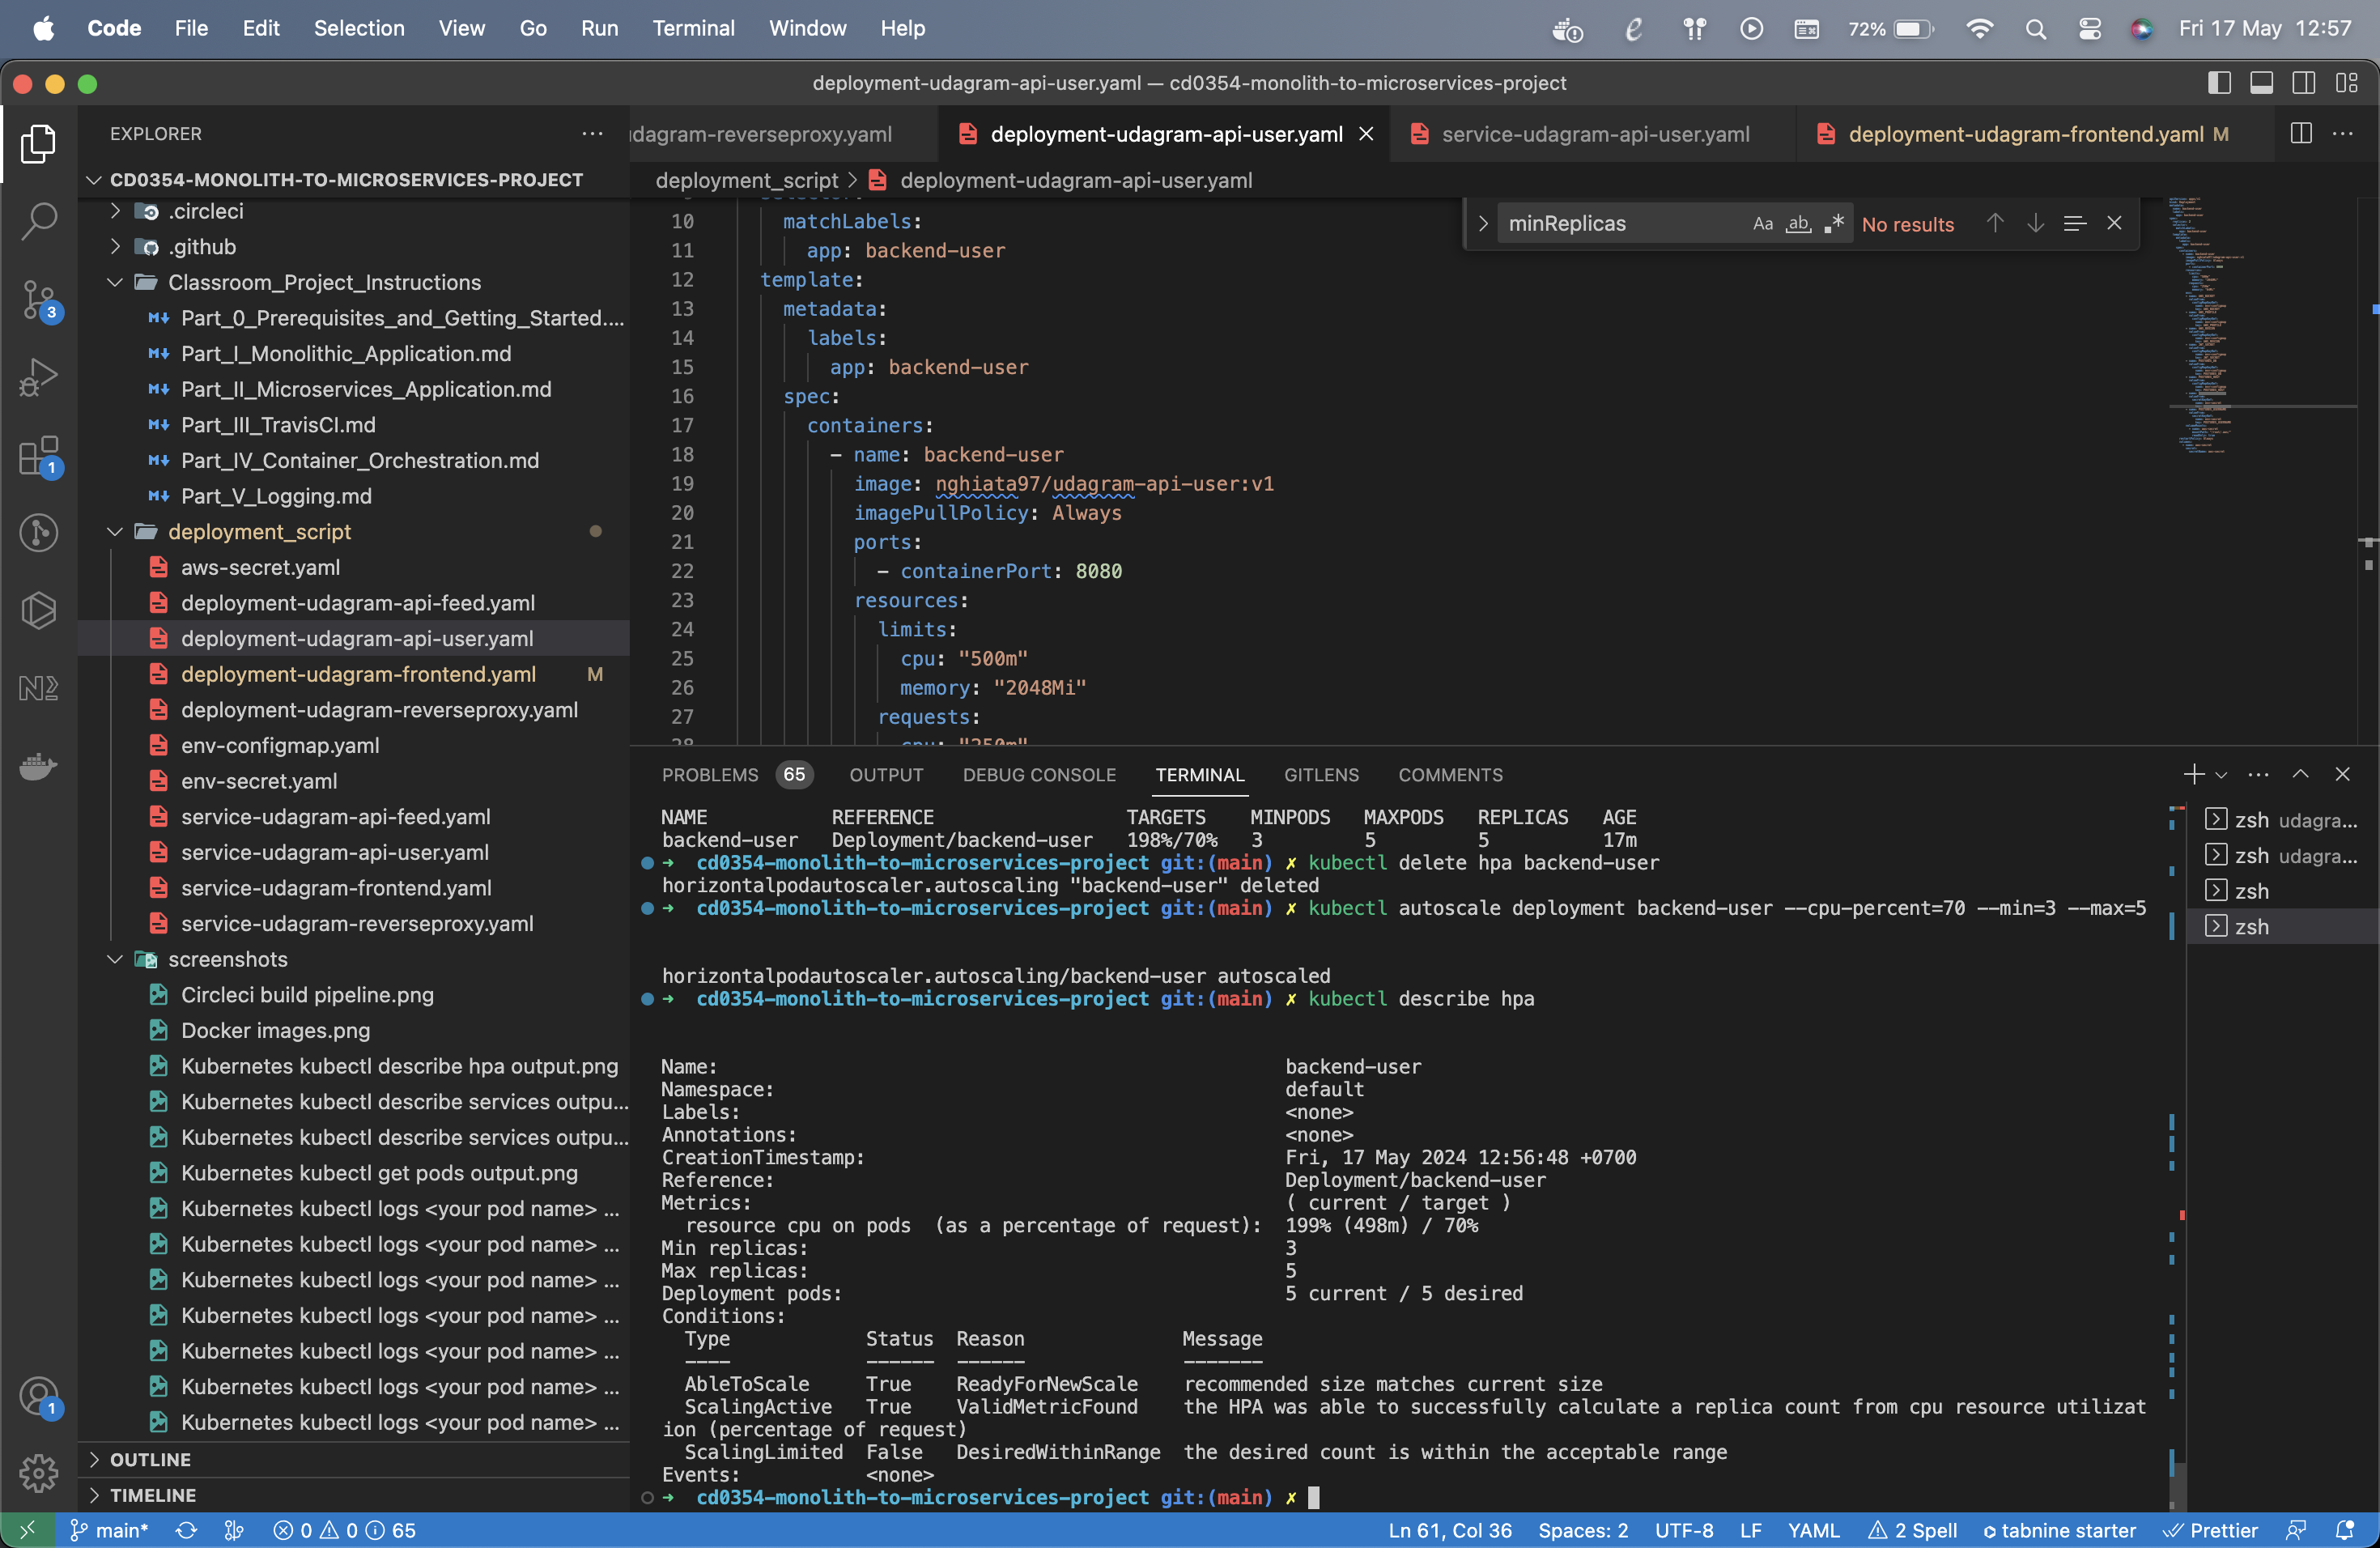 Code File Edit Selection View Go Run Terminal Window Help 72% Fri 17 May 12:57
deployment-udagram-api-user.yaml — cd0354-monolith-to-microservices-project
EXPLORER
CD0354-MONOLITH-TO-MICROSERVICES-PROJECT
.circleci
.github
Classroom_Project_Instructions
Part_0_Prerequisites_and_Getting_Started....
Part_I_Monolithic_Application.md
Part_II_Microservices_Application.md
Part_III_TravisCI.md
Part_IV_Container_Orchestration.md
Part_V_Logging.md
deployment_script
aws-secret.yaml
deployment-udagram-api-feed.yaml
deployment-udagram-api-user.yaml
deployment-udagram-frontend.yaml M
deployment-udagram-reverseproxy.yaml
env-configmap.yaml
env-secret.yaml
service-udagram-api-feed.yaml
service-udagram-api-user.yaml
service-udagram-frontend.yaml
service-udagram-reverseproxy.yaml
screenshots
Circleci build pipeline.png
Docker images.png
Kubernetes kubectl describe hpa output.png
Kubernetes kubectl describe services outpu...
Kubernetes kubectl describe services outpu...
Kubernetes kubectl get pods output.png
Kubernetes kubectl logs <your pod name> ...
Kubernetes kubectl logs <your pod name> ...
Kubernetes kubectl logs <your pod name> ...
Kubernetes kubectl logs <your pod name> ...
Kubernetes kubectl logs <your pod name> ...
Kubernetes kubectl logs <your pod name> ...
Kubernetes kubectl logs <your pod name> ...
OUTLINE
TIMELINE
3
1
1
dagram-reverseproxy.yaml deployment-udagram-api-user.yaml service-udagram-api-user.yaml deployment-udagram-frontend.yaml M
deployment_script > deployment-udagram-api-user.yaml
minReplicas Aa ab .* No results
10 matchLabels:
11 app: backend-user
12 template:
13 metadata:
14 labels:
15 app: backend-user
16 spec:
17 containers:
18 - name: backend-user
19 image: nghiata97/udagram-api-user:v1
20 imagePullPolicy: Always
21 ports:
22 - containerPort: 8080
23 resources:
24 limits:
25 cpu: "500m"
26 memory: "2048Mi"
27 requests:
28 cpu: "250m"
PROBLEMS 65 OUTPUT DEBUG CONSOLE TERMINAL GITLENS COMMENTS
NAME REFERENCE TARGETS MINPODS MAXPODS REPLICAS AGE
backend-user Deployment/backend-user 198%/70% 3 5 5 17m
➜ cd0354-monolith-to-microservices-project git:(main) ✗ kubectl delete hpa backend-user
horizontalpodautoscaler.autoscaling "backend-user" deleted
➜ cd0354-monolith-to-microservices-project git:(main) ✗ kubectl autoscale deployment backend-user --cpu-percent=70 --min=3 --max=5
horizontalpodautoscaler.autoscaling/backend-user autoscaled
➜ cd0354-monolith-to-microservices-project git:(main) ✗ kubectl describe hpa
Name: backend-user
Namespace: default
Labels: <none>
Annotations: <none>
CreationTimestamp: Fri, 17 May 2024 12:56:48 +0700
Reference: Deployment/backend-user
Metrics: ( current / target )
resource cpu on pods (as a percentage of request): 199% (498m) / 70%
Min replicas: 3
Max replicas: 5
Deployment pods: 5 current / 5 desired
Conditions:
Type Status Reason Message
---- ------ ------ -------
AbleToScale True ReadyForNewScale recommended size matches current size
ScalingActive True ValidMetricFound the HPA was able to successfully calculate a replica count from cpu resource utilizat
ion (percentage of request)
ScalingLimited False DesiredWithinRange the desired count is within the acceptable range
Events: <none>
➜ cd0354-monolith-to-microservices-project git:(main) ✗
zsh udagra...
zsh udagra...
zsh
zsh
main* 0 0 65 Ln 61, Col 36 Spaces: 2 UTF-8 LF YAML 2 Spell tabnine starter Prettier